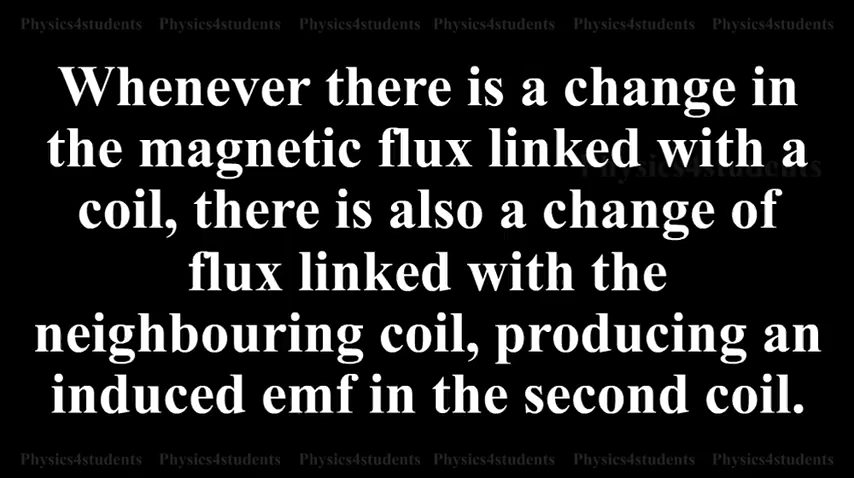 Physics4students Physics4students Physics4students Physics4students Physics4students Physics4students
Whenever there is a change in
the magnetic flux linked with a
Physics4students
coil, there is also a change of
flux linked with the
neighbouring coil, producing an
induced emf in the second coil.
Physics4students Physics4students Physics4students Physics4students Physics4students Physics4students